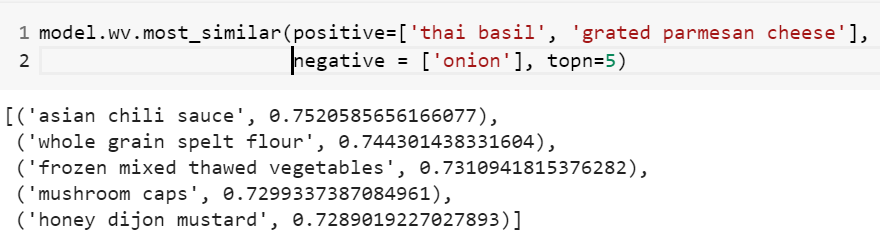 1 model.wv.most_similar(positive=['thai basil', 'grated parmesan cheese'],
2 negative = ['onion'], topn=5)
[('asian chili sauce', 0.7520585656166077),
('whole grain spelt flour', 0.744301438331604),
('frozen mixed thawed vegetables', 0.7310941815376282),
('mushroom caps', 0.7299337387084961),
('honey dijon mustard', 0.7289019227027893)]